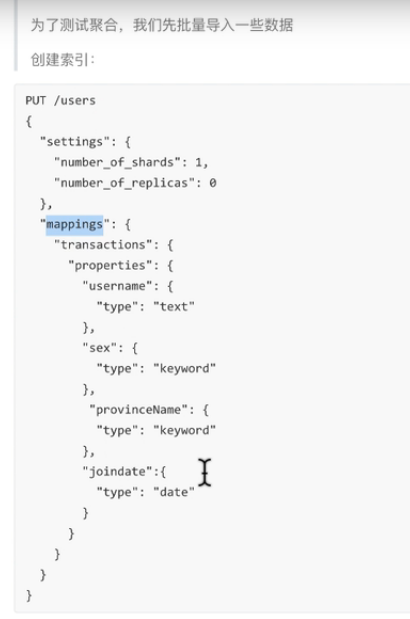 为了测试聚合，我们先批量导入一些数据
创建索引：
PUT /users
{
  "settings": {
    "number_of_shards": 1,
    "number_of_replicas": 0
  },
  "mappings": {
    "transactions": {
      "properties": {
        "username": {
          "type": "text"
        },
        "sex": {
          "type": "keyword"
        },
         "provinceName": {
          "type": "keyword"
        },
        "joindate":{
          "type": "date"
        }
      }
    }
  }
}